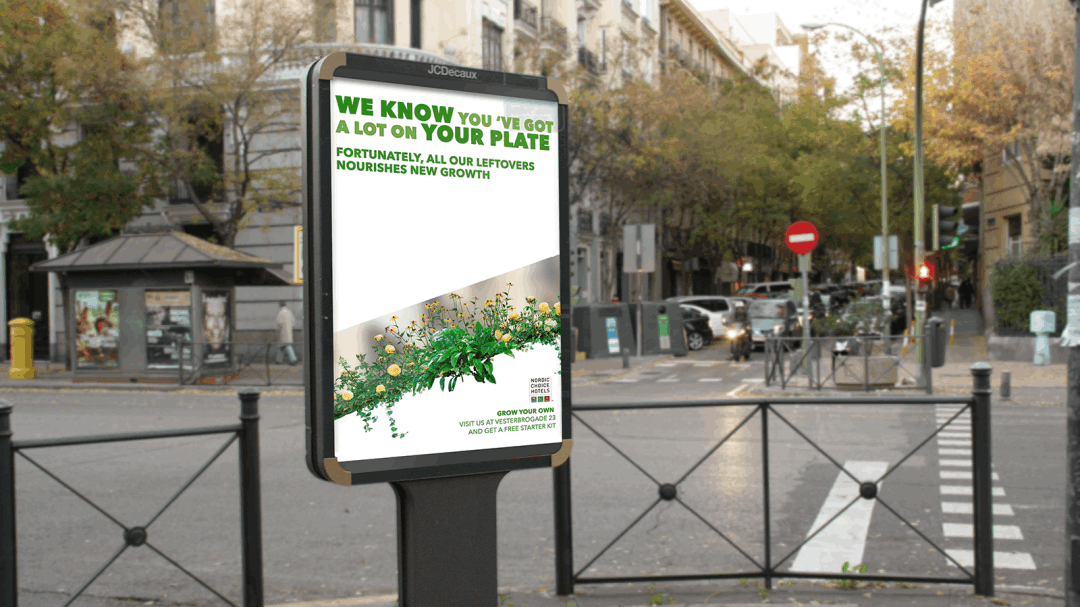 JCDecaux
WE KNOW YOU 'VE GOT
A LOT ON YOUR PLATE
FORTUNATELY, ALL OUR LEFTOVERS
NOURISHES NEW GROWTH
NORDIC
CHOICE
HOTELS
GROW YOUR OWN
VISIT US AT VESTERBROGADE 23
AND GET A FREE STARTER KIT